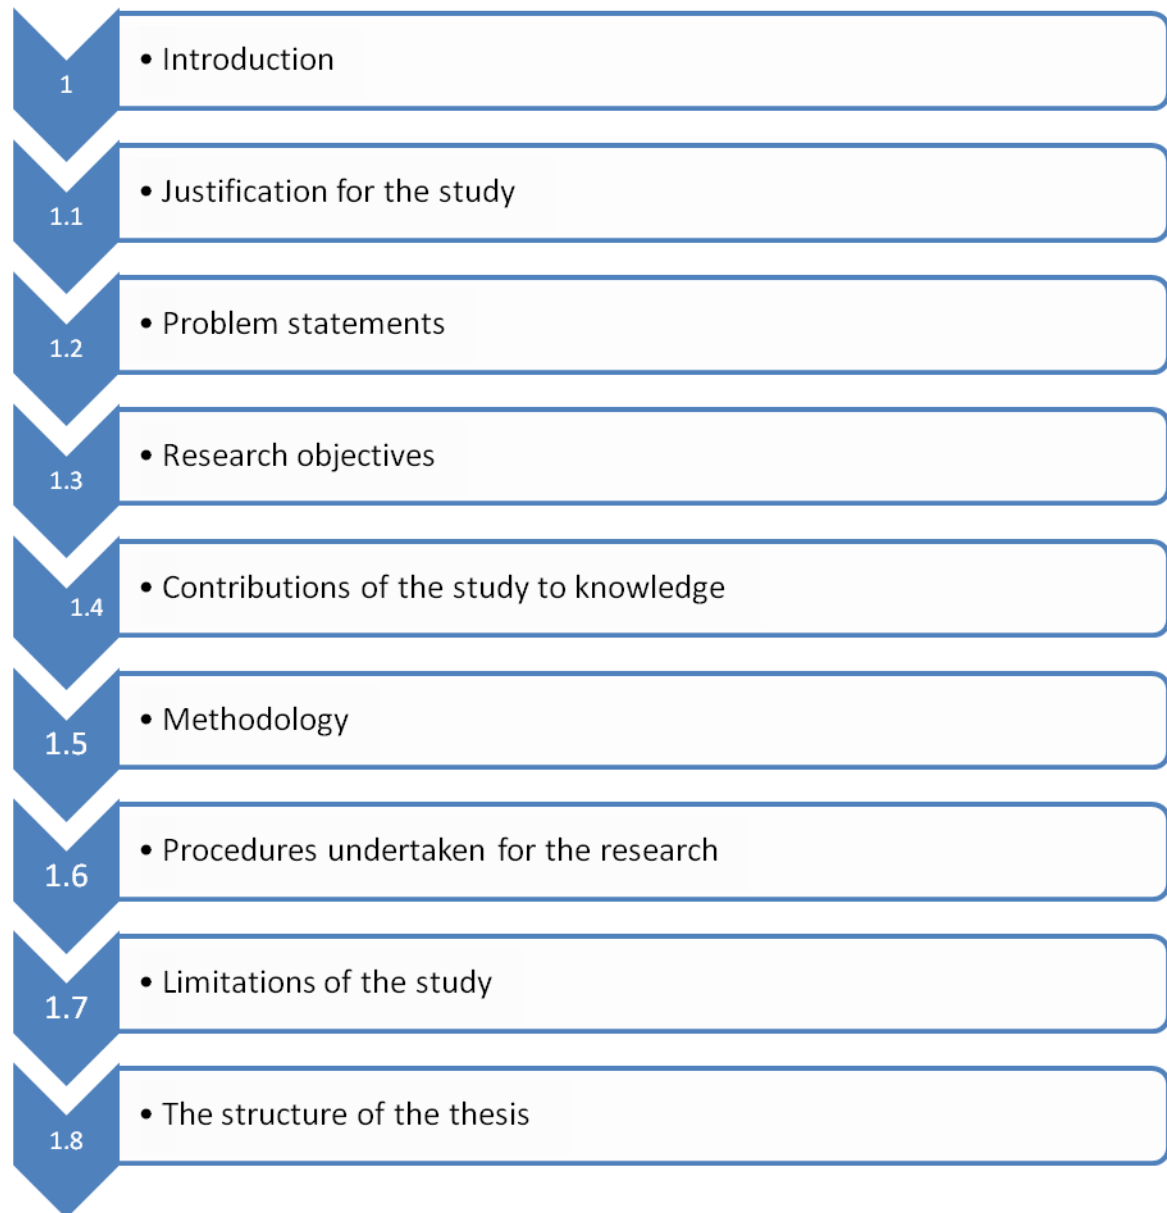 1
• Introduction
1.1
• Justification for the study
1.2
• Problem statements
1.3
• Research objectives
1.4
• Contributions of the study to knowledge
1.5
• Methodology
1.6
• Procedures undertaken for the research
1.7
• Limitations of the study
1.8
• The structure of the thesis